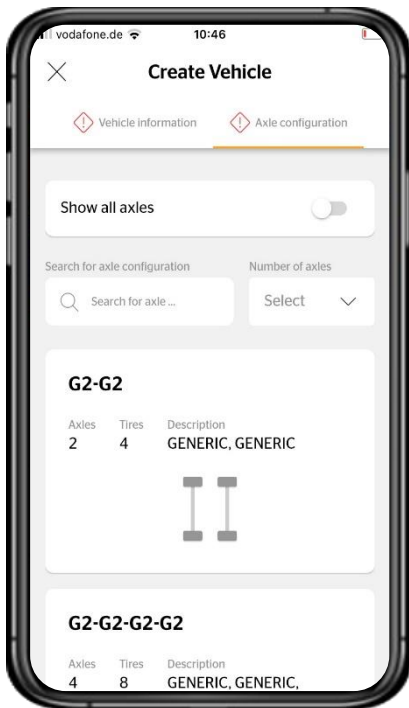 vodafone.de 10:46
Create Vehicle
Vehicle information Axle configuration
Show all axles
Search for axle configuration Number of axles
Search for axle ... Select
G2-G2
Axles Tires Description
2 4 GENERIC, GENERIC
G2-G2-G2-G2
Axles Tires Description
4 8 GENERIC, GENERIC,